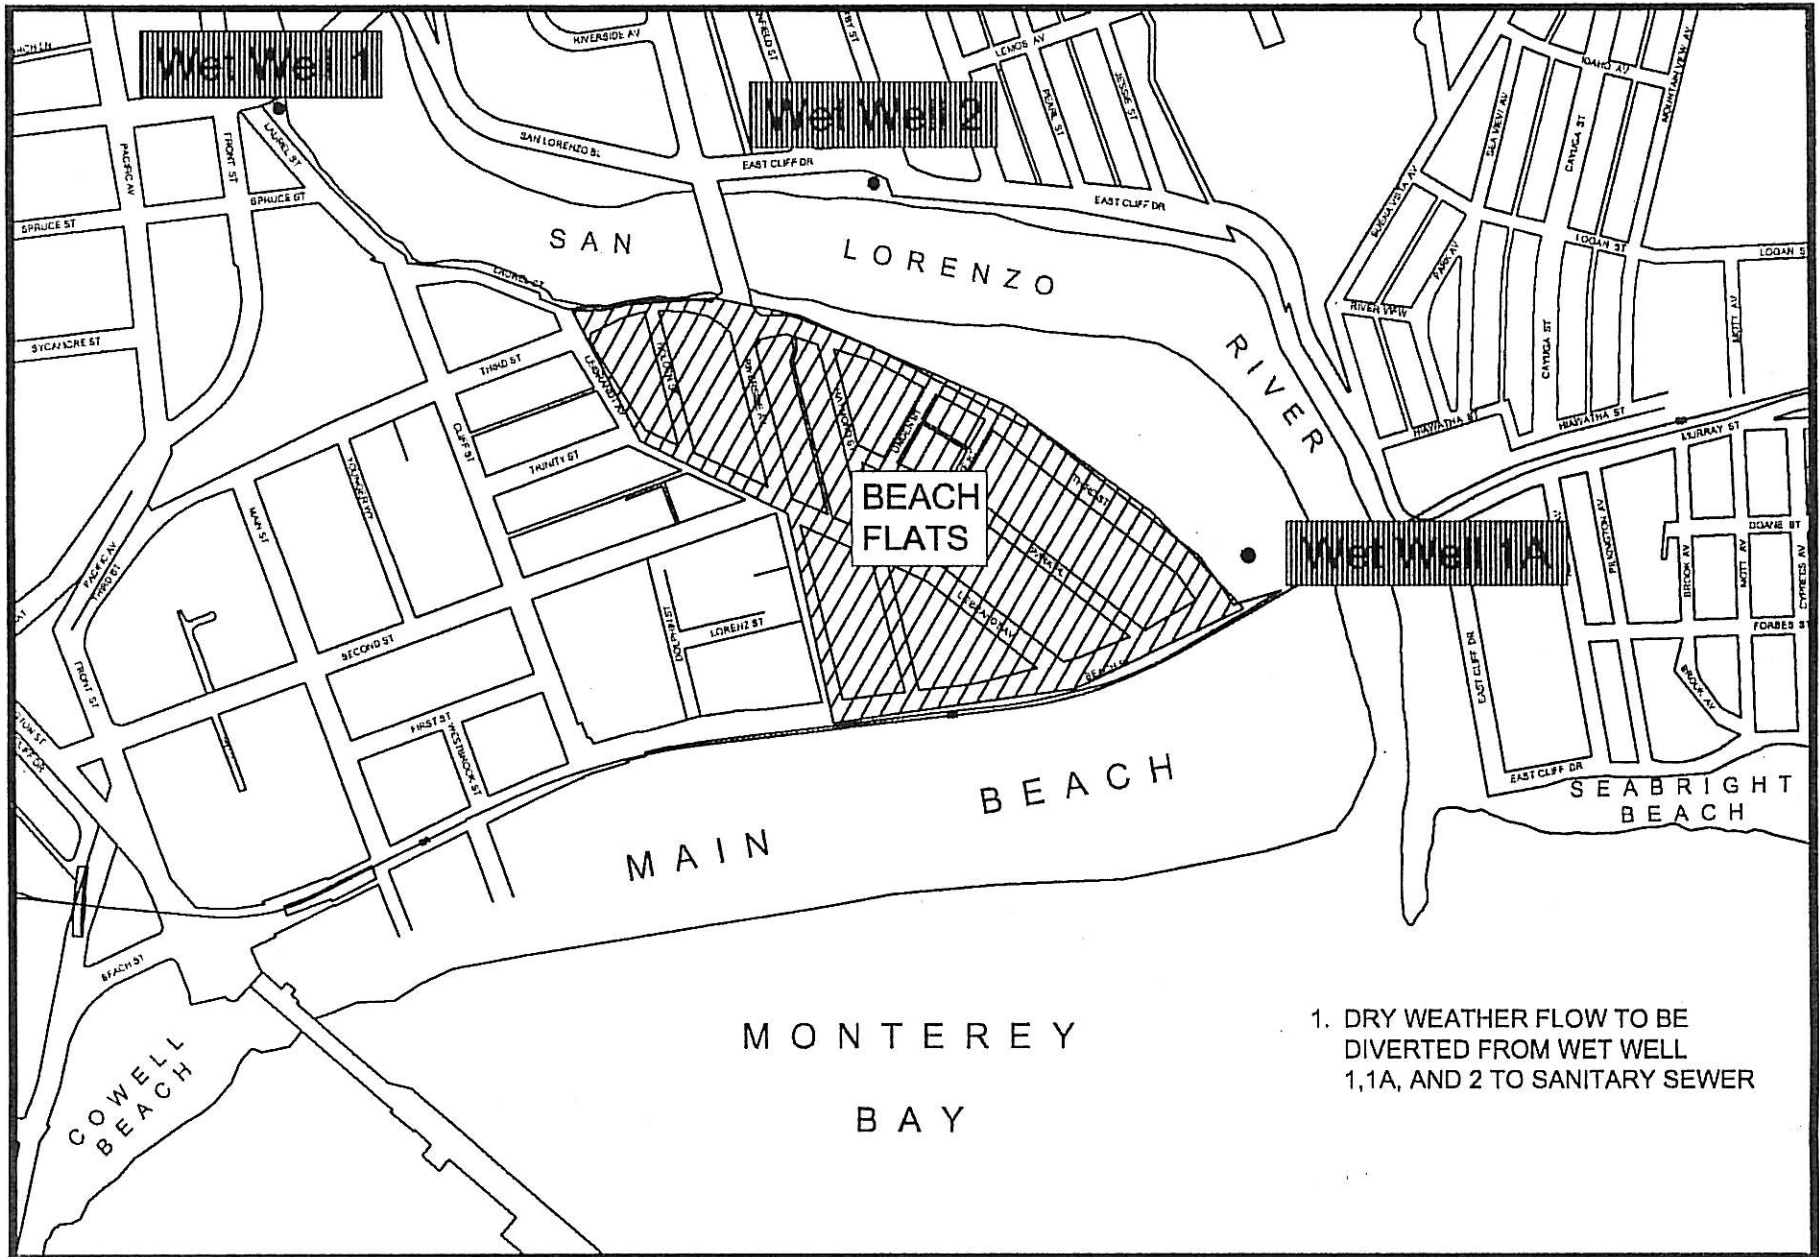 Wet Well 1
Wet Well 2
RIVERSIDE AV
LEMOS AV
PEARL ST
JESSIE ST
IDAHO AV
MOUNTAIN VIEW AV
SEA VIEW AV
CAYUGA ST
BUENA VISTA AV
LAUREL ST
PACIFIC AV
FRONT ST
SPRUCE ST
SPRUCE ST
SAN LORENZO BL
EAST CLIFF DR
EAST CLIFF DR
SAN
LORENZO
RIVER
LAUREL ST
LOGAN ST
LOGAN S
PARK AV
RIVER VIEW
MOTT AV
CAYUGA ST
SYCAMORE ST
THIRD ST
LEIBRANDT AV
RIVERSIDE AV
CLIFF ST
TRINITY ST
HIAWATHA ST
HIAWATHA ST
MURRAY ST
YOUNGER WY
MAIN ST
BEACH
FLATS
Wet Well 1A
PACIFIC AV
THIRD ST
DOANE ST
BROOK AV
MOTT AV
CYPRESS AV
FORBES ST
SECOND ST
DOLPHIN ST
LORENZ ST
FRONT ST
FIRST ST
WESTBROOK ST
EAST CLIFF DR
BROOK AV
EAST CLIFF DR
SEABRIGHT
BEACH
MAIN
BEACH
BEACH ST
COWELL
BEACH
MONTEREY
BAY
1. DRY WEATHER FLOW TO BE
DIVERTED FROM WET WELL
1,1A, AND 2 TO SANITARY SEWER